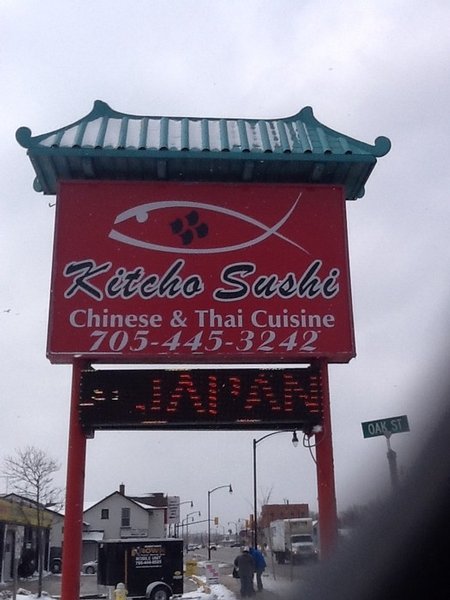 Kitcho Sushi
Chinese & Thai Cuisine
705-445-3242
JAPAN
OAK ST